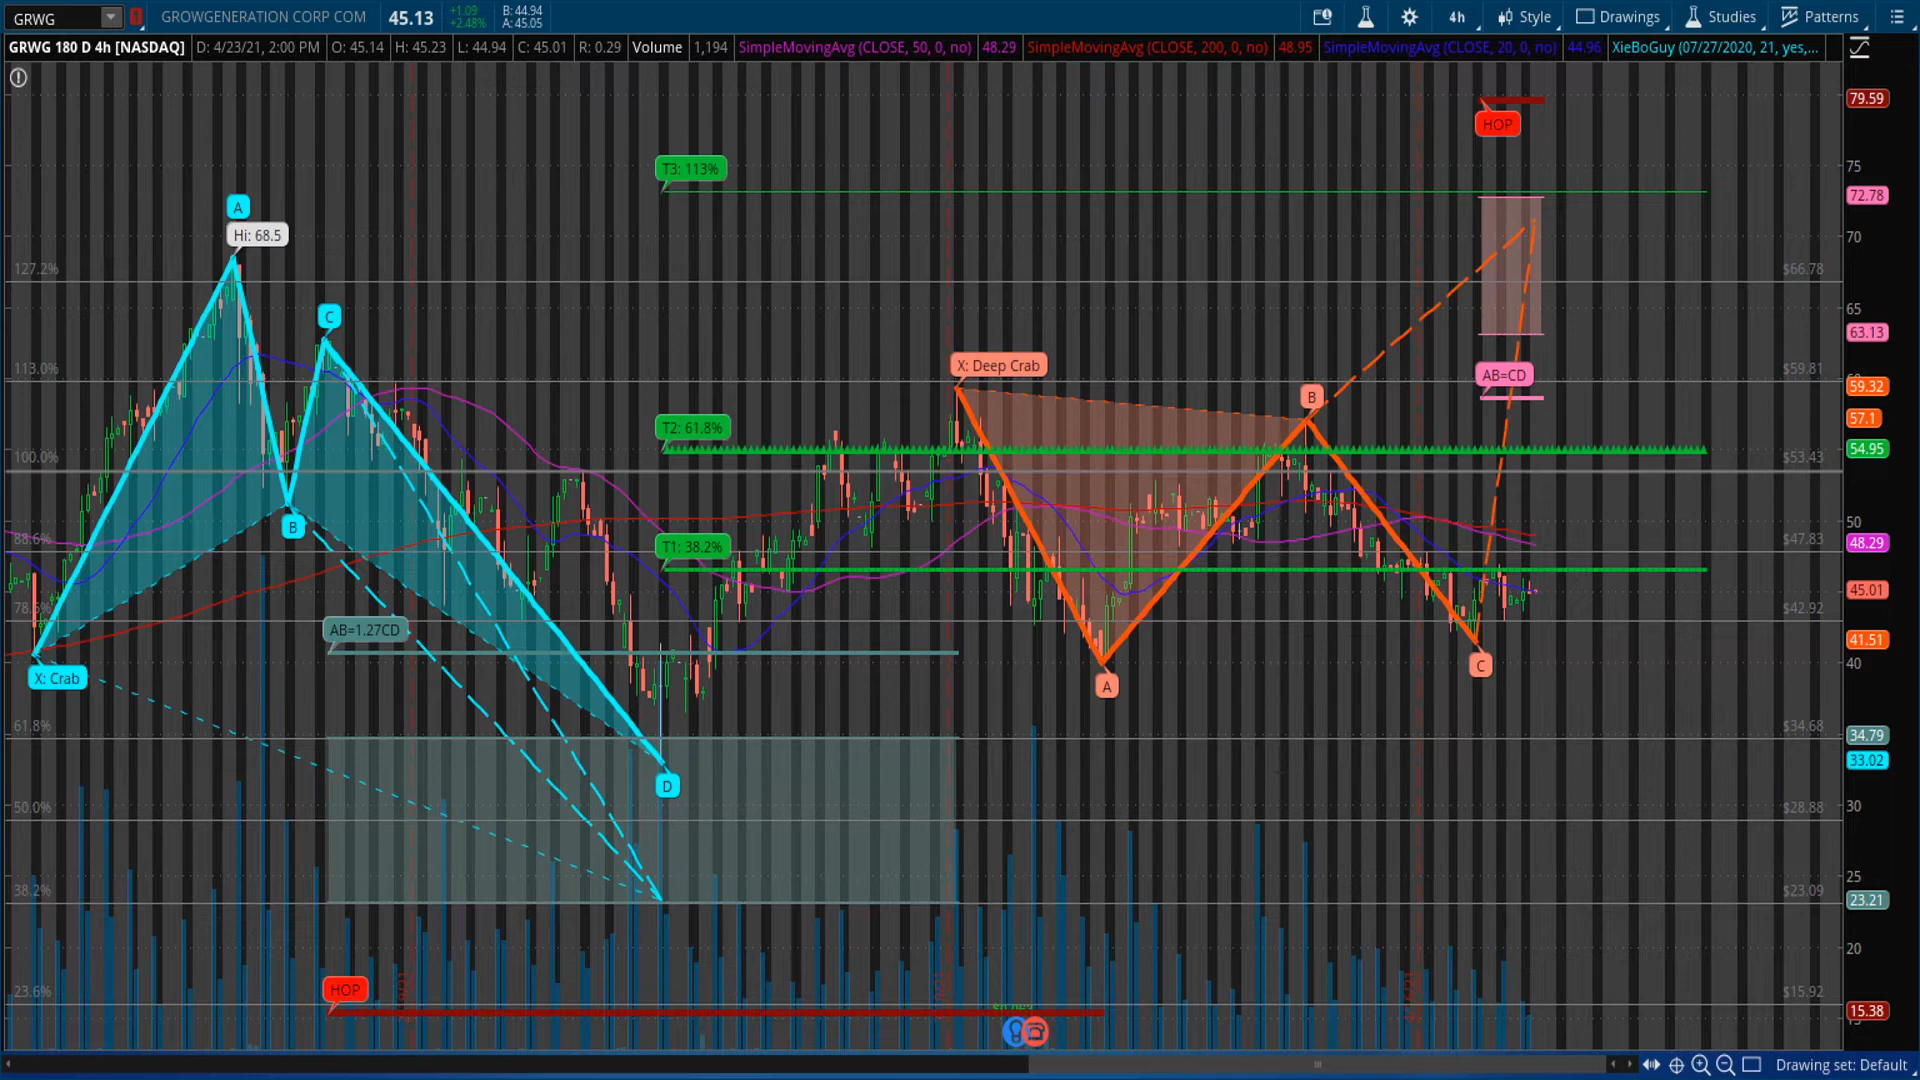 GRWG GROWGENERATION CORP COM 45.13 +1.09 +2.48% B: 44.94 A: 45.05 4h Style Drawings Studies Patterns
GRWG 180 D 4h [NASDAQ] D: 4/23/21, 2:00 PM O: 45.14 H: 45.23 L: 44.94 C: 45.01 R: 0.29 Volume 1,194 SimpleMovingAvg (CLOSE, 50, 0, no) 48.29 SimpleMovingAvg (CLOSE, 200, 0, no) 48.95 SimpleMovingAvg (CLOSE, 20, 0, no) 44.96 XieBoGuy (07/27/2020, 21, yes,...
79.59
HOP
T3: 113%
75
72.78
A
Hi: 68.5
70
127.2%
$66.78
C
65
63.13
X: Deep Crab
113.0%
$59.81
AB=CD
59.32
B
57.1
T2: 61.8%
54.95
100.0%
$53.43
B
50
88.6%
$47.83
48.29
T1: 38.2%
45.01
$42.92
AB=1.27CD
41.51
40
C
X: Crab
A
61.8%
$34.68
34.79
33.02
D
50.0%
$28.88
30
38.2%
$23.09
25
23.21
20
HOP
23.6%
$15.92
15.38
Drawing set: Default